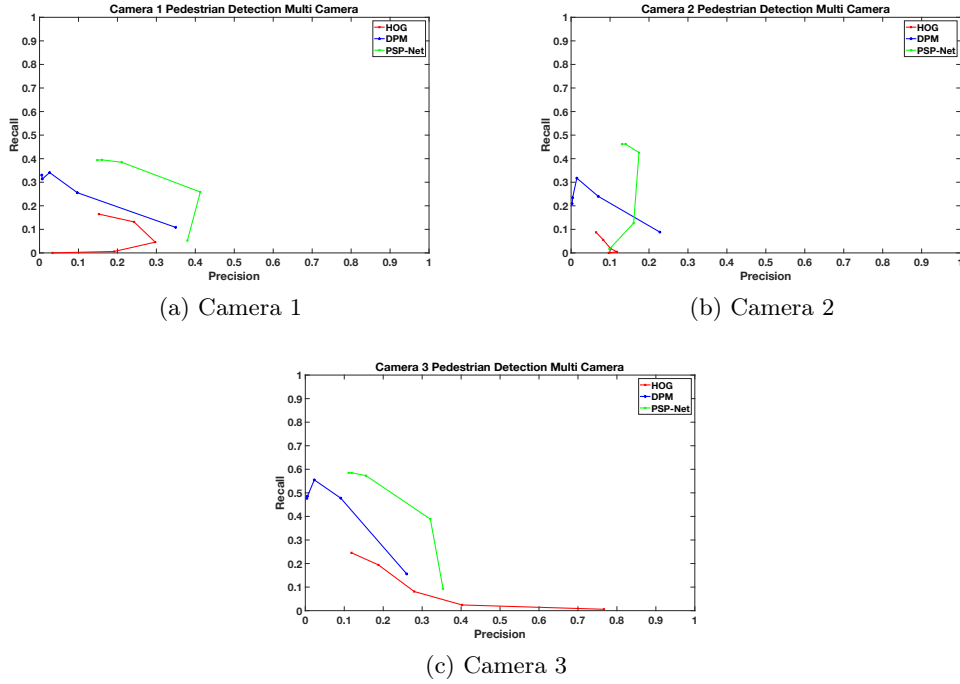 Camera 1 Pedestrian Detection Multi Camera
1
0.9
0.8
0.7
0.6
0.5
0.4
0.3
0.2
0.1
0
Recall
HOG
DPM
PSP-Net
0 0.1 0.2 0.3 0.4 0.5 0.6 0.7 0.8 0.9 1
Precision
(a) Camera 1
Camera 2 Pedestrian Detection Multi Camera
1
0.9
0.8
0.7
0.6
0.5
0.4
0.3
0.2
0.1
0
Recall
HOG
DPM
PSP-Net
0 0.1 0.2 0.3 0.4 0.5 0.6 0.7 0.8 0.9 1
Precision
(b) Camera 2
Camera 3 Pedestrian Detection Multi Camera
1
0.9
0.8
0.7
0.6
0.5
0.4
0.3
0.2
0.1
0
Recall
HOG
DPM
PSP-Net
0 0.1 0.2 0.3 0.4 0.5 0.6 0.7 0.8 0.9 1
Precision
(c) Camera 3